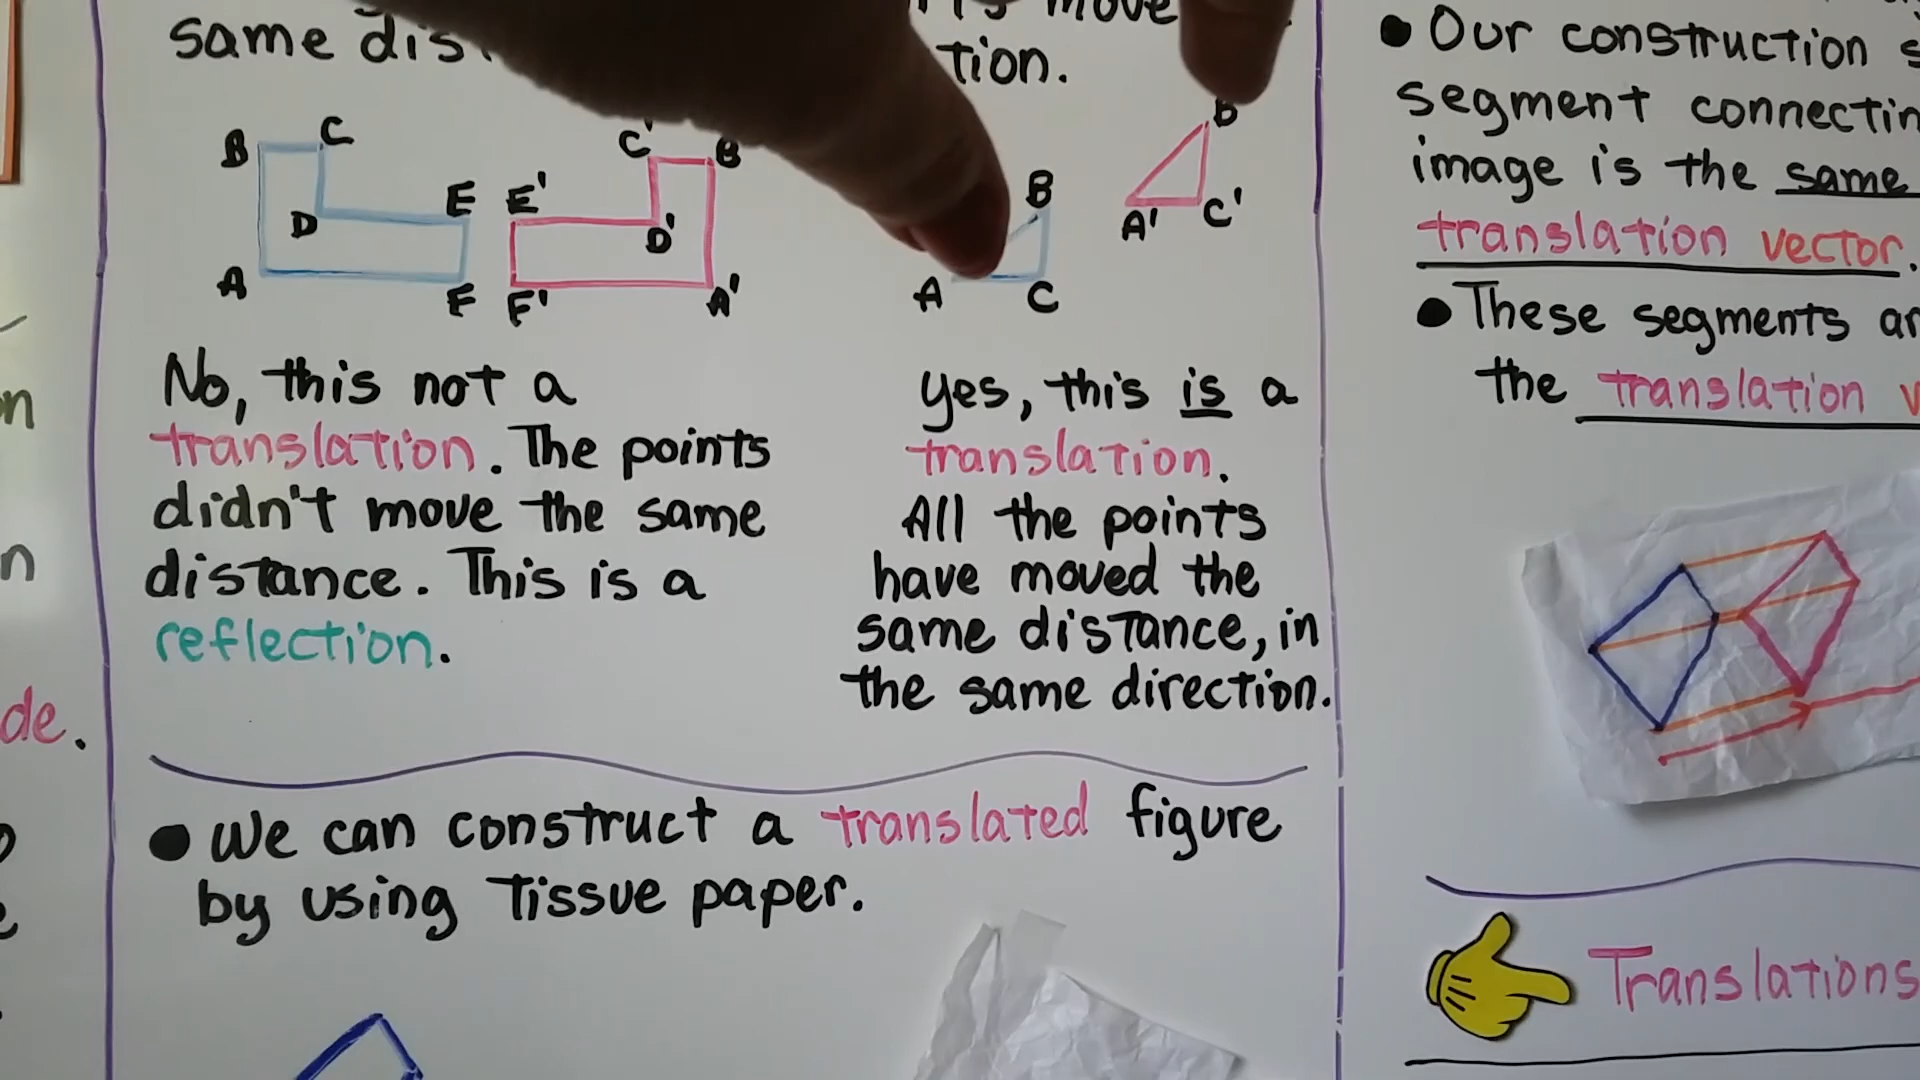 same dis
move
tion.
B C
D E
A F
E' C' B
D'
F' A'
B
A C
B
A' C'
No, this not a
translation. The points
didn't move the same
distance. This is a
reflection.
Yes, this is a
translation.
All the points
have moved the
same distance, in
the same direction.
• We can construct a translated figure
by using Tissue paper.
• Our construction s
segment connectin
image is the same
translation vector.
• These segments ar
the translation v
Translations
n
n
de.